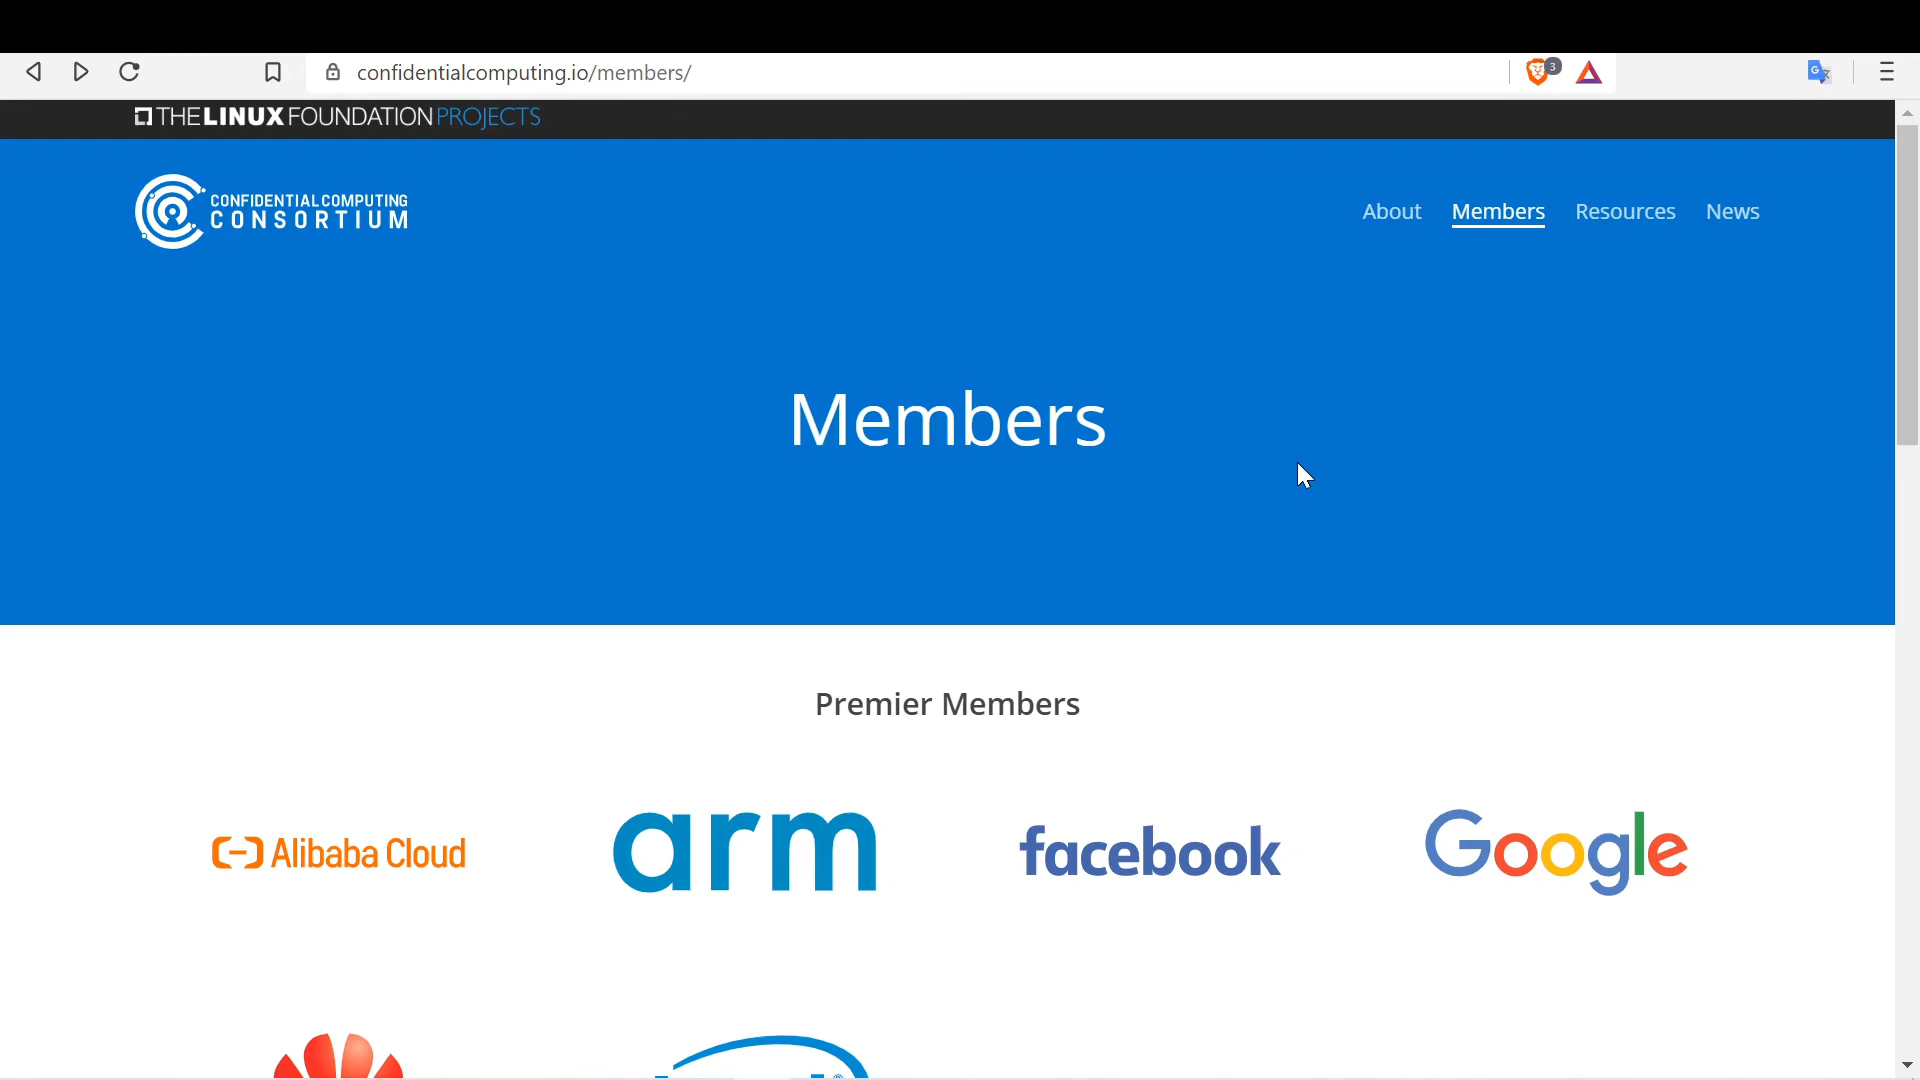 confidentialcomputing.io/members/
3
THE LINUX FOUNDATION PROJECTS
CONFIDENTIAL COMPUTING
CONSORTIUM
About Members Resources News
Members
Premier Members
Alibaba Cloud arm facebook Google